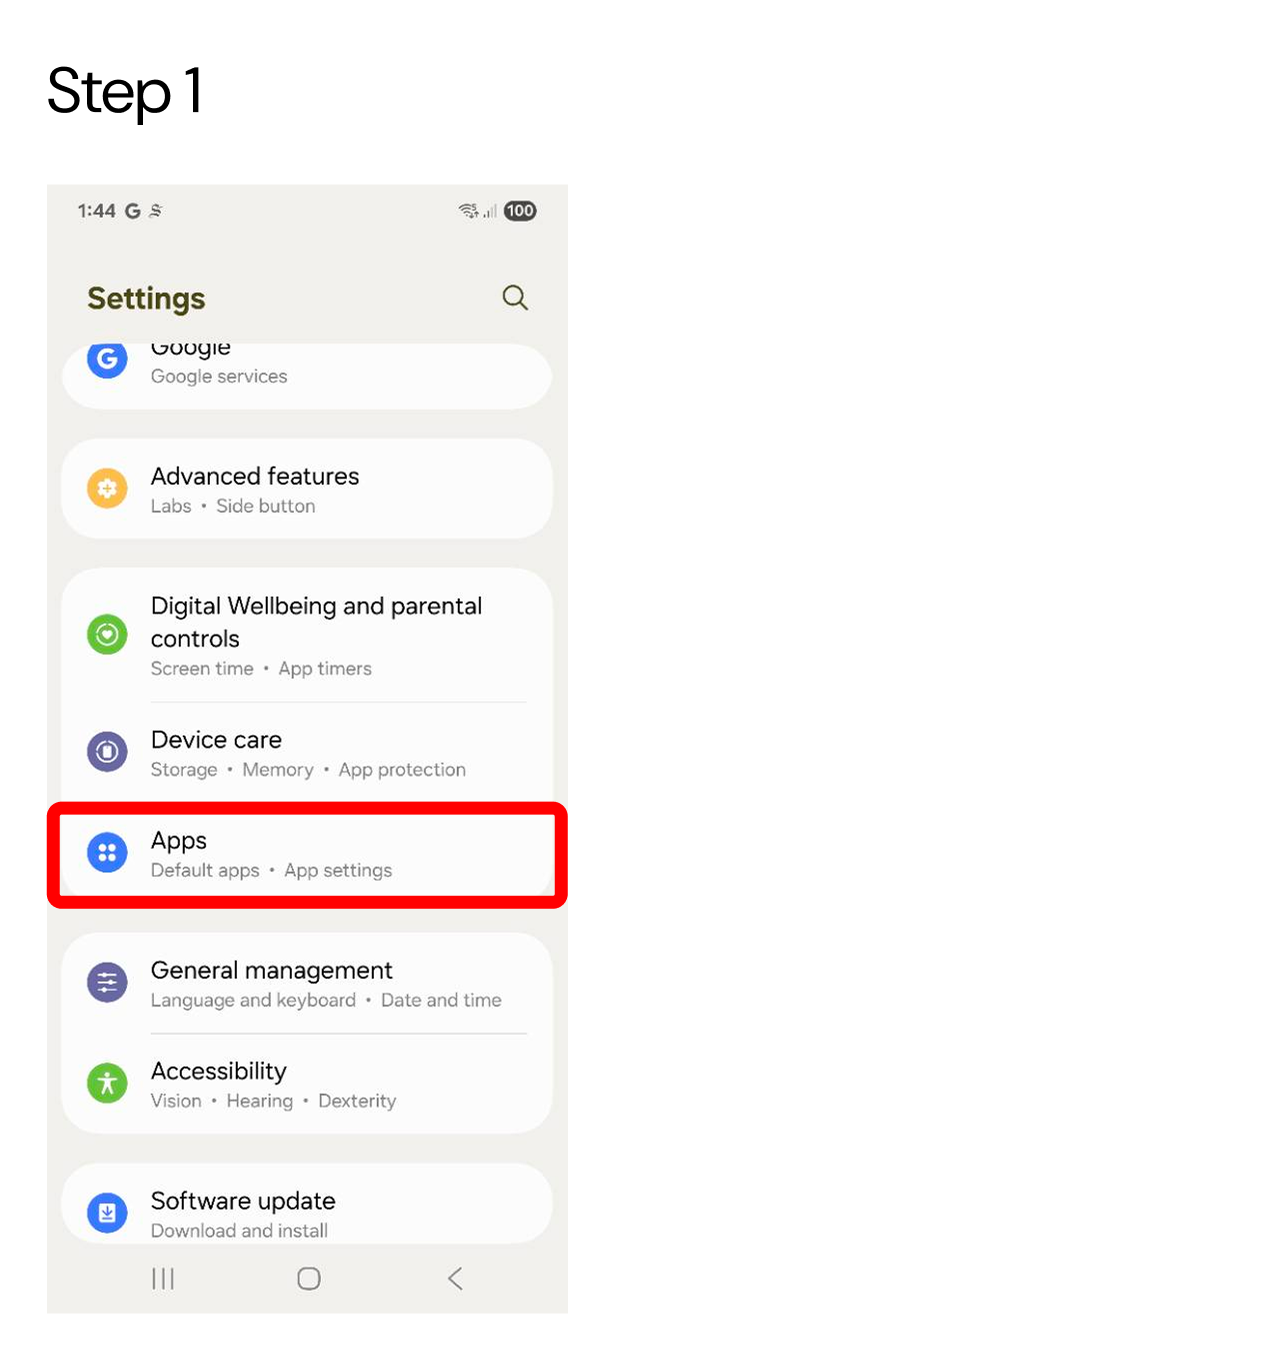 Step 1
1:44 G
100
Settings
Google
Google services
Advanced features
Labs • Side button
Digital Wellbeing and parental
controls
Screen time • App timers
Device care
Storage • Memory • App protection
Apps
Default apps • App settings
General management
Language and keyboard • Date and time
Accessibility
Vision • Hearing • Dexterity
Software update
Download and install